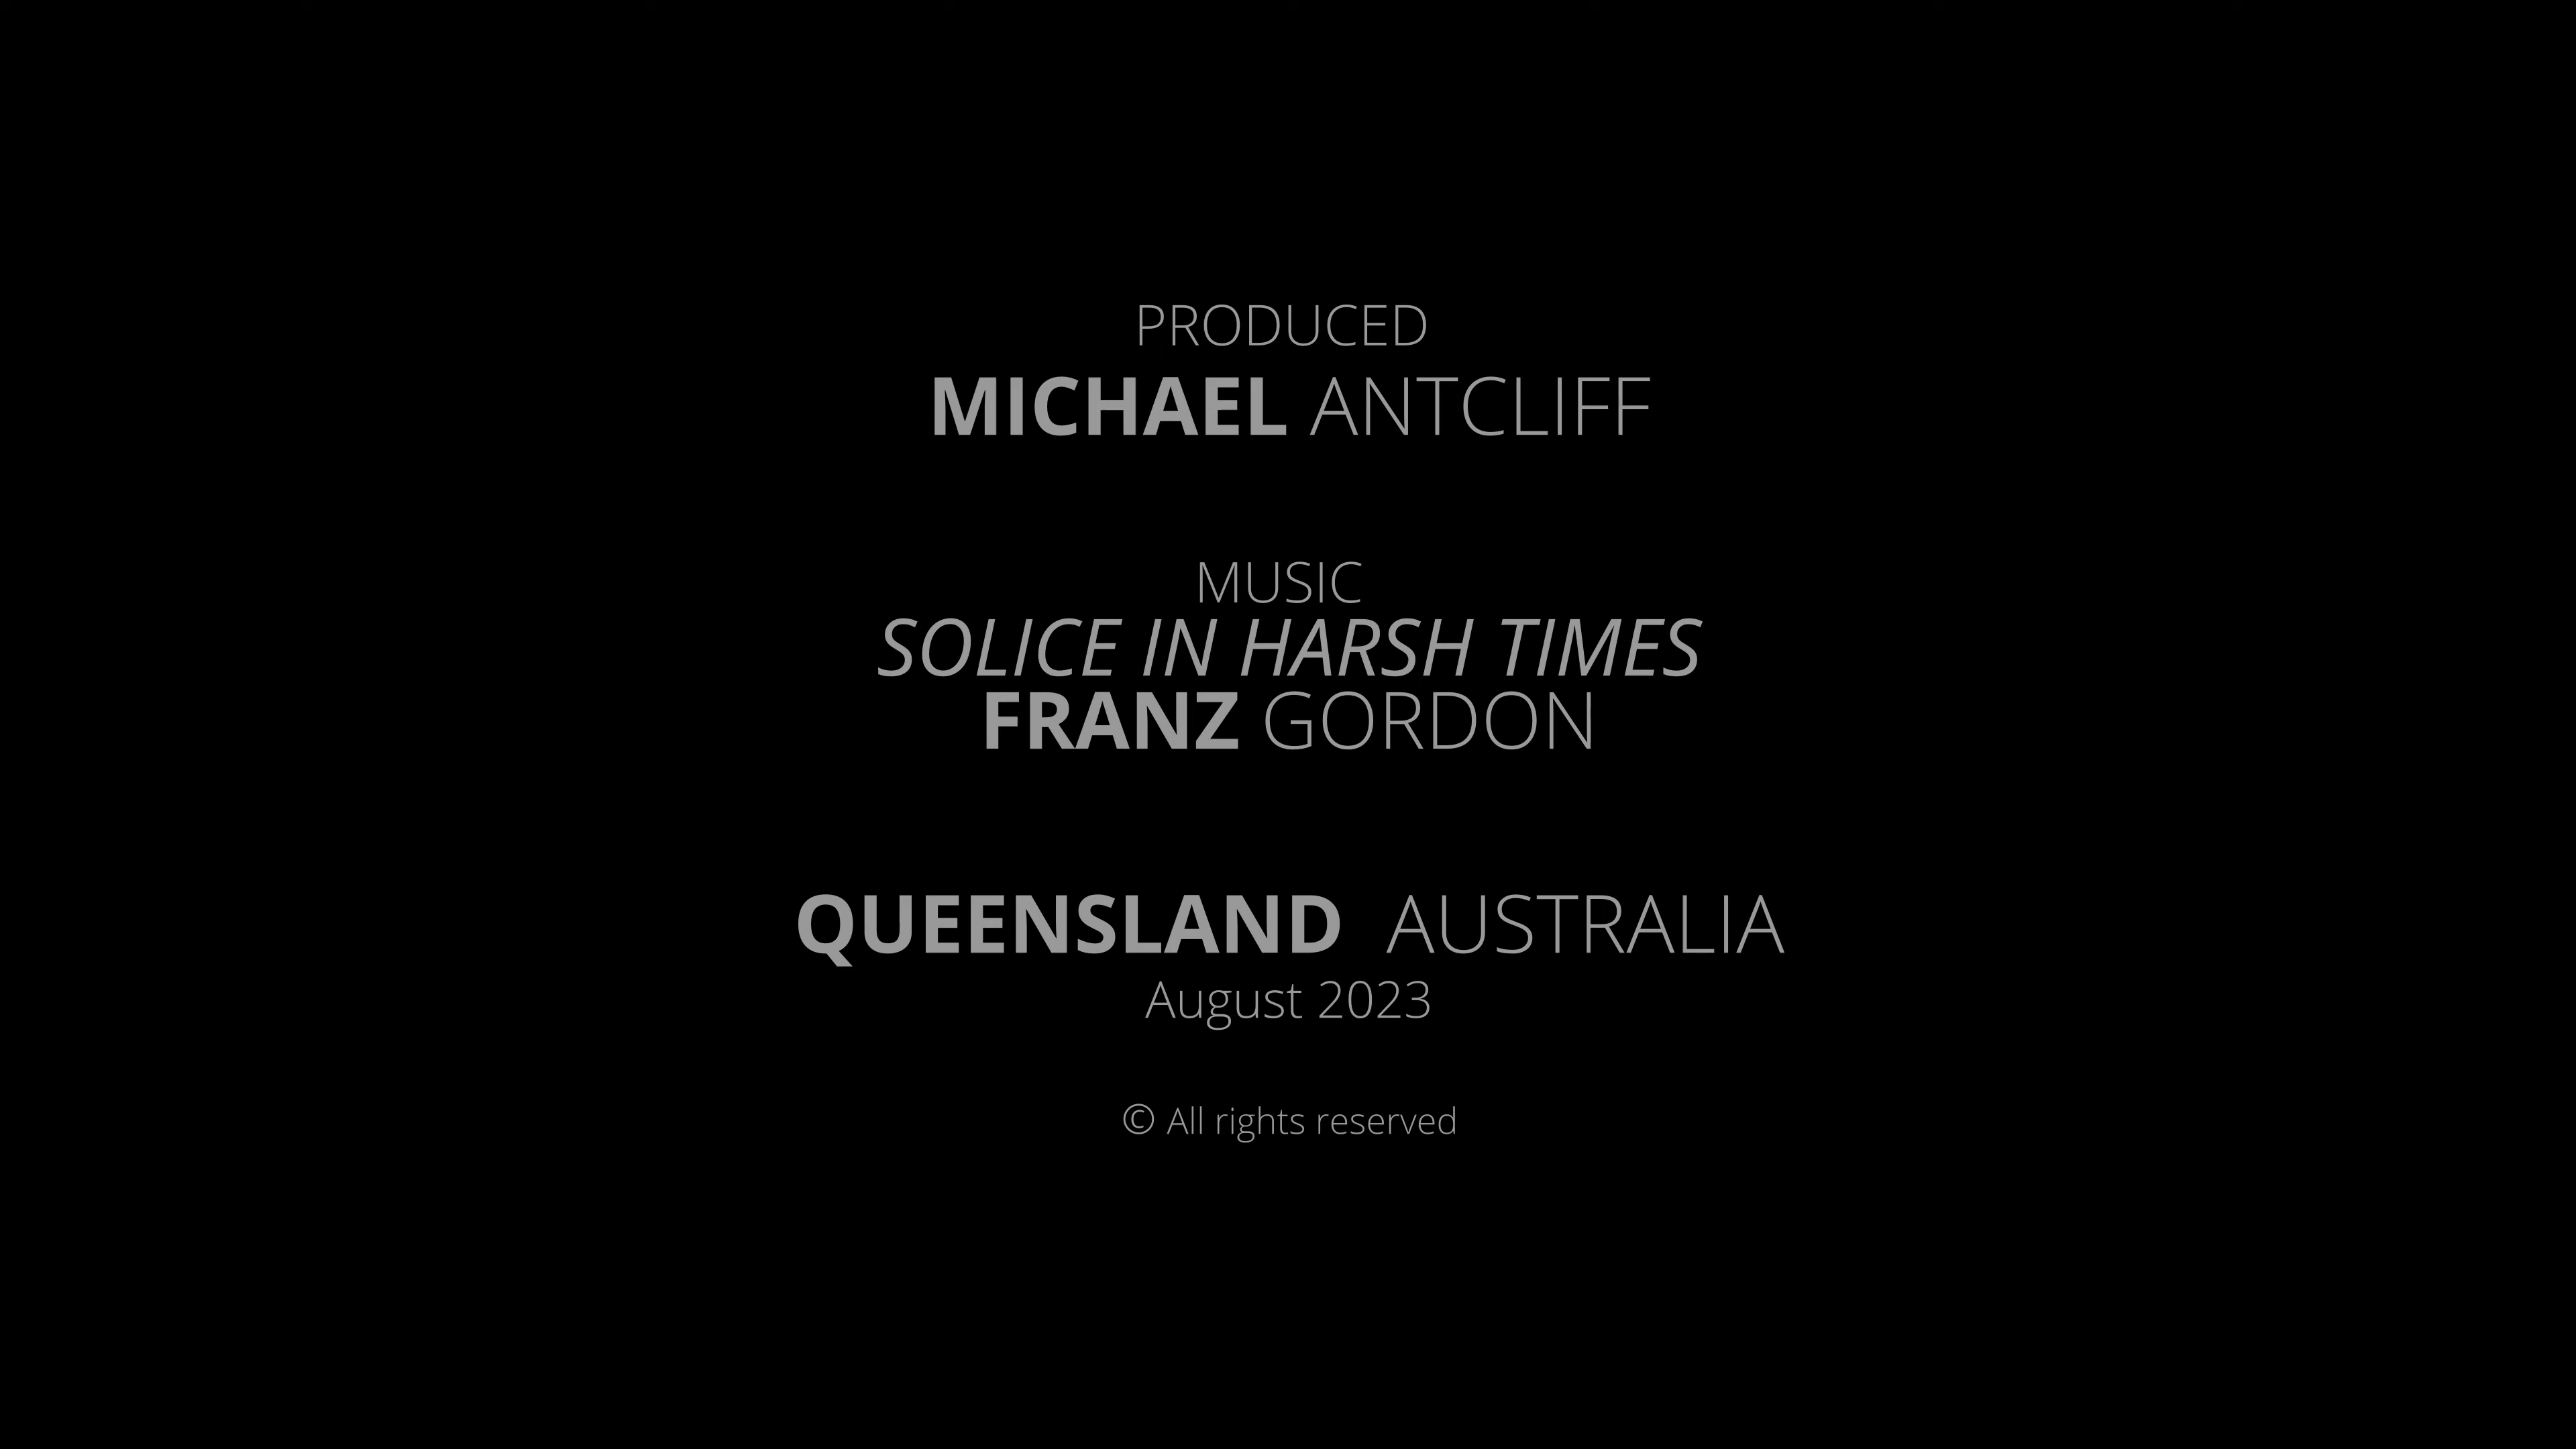 PRODUCED
MICHAEL ANTCLIFF
MUSIC
SOLICE IN HARSH TIMES
FRANZ GORDON
QUEENSLAND AUSTRALIA
August 2023
© All rights reserved